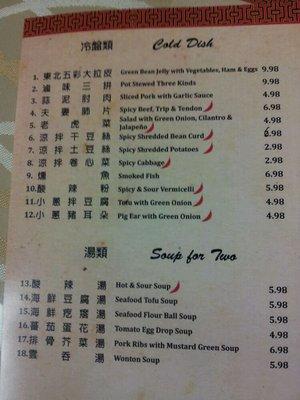 冷盤類 Cold Dish
1. 東北五彩大拉皮 Green Bean Jelly with Vegetables, Ham & Eggs 9.98
2. 滷味三拼 Pot Stewed Three Kinds 9.98
3. 蒜泥肘肉 Sliced Pork with Garlic Sauce 4.98
4. 夫妻肺片 Spicy Beef, Trip & Tendon 6.98
5. 老虎菜 Salad with Green Onion, Cilantro & Jalapeño 4.98
6. 涼拌干豆絲 Spicy Shredded Bean Curd 2.98
7. 涼拌土豆絲 Spicy Shredded Potatoes 2.98
8. 涼拌卷心菜 Spicy Cabbage 2.98
9. 燻魚 Smoked Fish 6.98
10. 酸辣粉 Spicy & Sour Vermicelli 5.98
11. 小蔥拌豆腐 Tofu with Green Onion 4.98
12. 小蔥豬耳朵 Pig Ear with Green Onion 4.98
湯類 Soup for Two
13. 酸辣湯 Hot & Sour Soup 5.98
14. 海鮮豆腐湯 Seafood Tofu Soup 5.98
15. 海鮮疙瘩湯 Seafood Flour Ball Soup 5.98
16. 蕃茄蛋花湯 Tomato Egg Drop Soup 4.98
17. 排骨芥菜湯 Pork Ribs with Mustard Green Soup 6.98
18. 雲吞湯 Wonton Soup 5.98